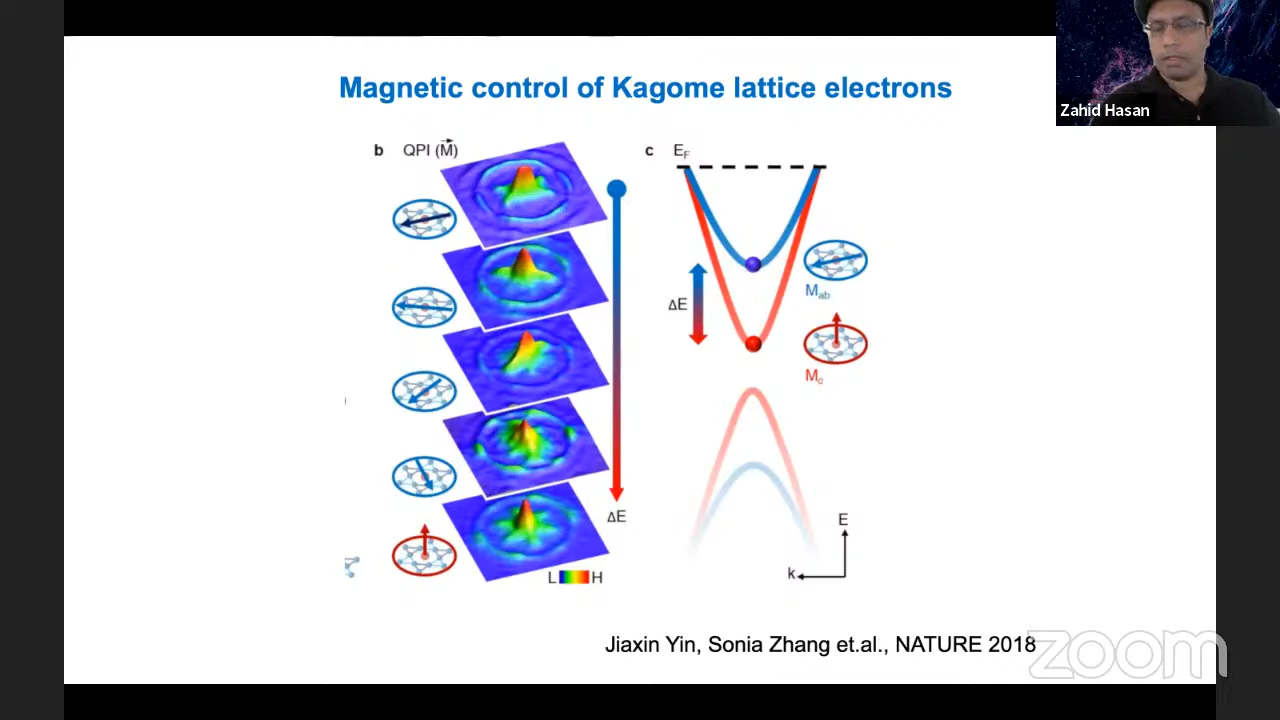 Magnetic control of Kagome lattice electrons
Zahid Hasan
b QPI (M)
c E_F
M_ab
ΔE
M_c
ΔE
E
k
L H
Jiaxin Yin, Sonia Zhang et.al., NATURE 2018
zoom